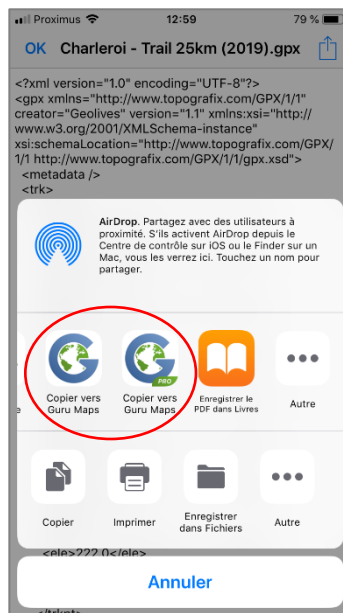 Proximus 12:59 79 %
OK Charleroi - Trail 25km (2019).gpx
<?xml version="1.0" encoding="UTF-8"?>
<gpx xmlns="http://www.topografix.com/GPX/1/1"
creator="Geolives" version="1.1" xmlns:xsi="http://
www.w3.org/2001/XMLSchema-instance"
xsi:schemaLocation="http://www.topografix.com/GPX/
1/1 http://www.topografix.com/GPX/1/1/gpx.xsd">
<metadata />
<trk>
AirDrop. Partagez avec des utilisateurs à
proximité. S'ils activent AirDrop depuis le
Centre de contrôle sur iOS ou le Finder sur un
Mac, vous les verrez ici. Touchez un nom pour
partager.
PRO
e Copier vers Copier vers Enregistrer le Autre
Guru Maps Guru Maps PDF dans Livres
Copier Imprimer Enregistrer Autre
dans Fichiers
<ele>222.0</ele>
Annuler
</trkpt>